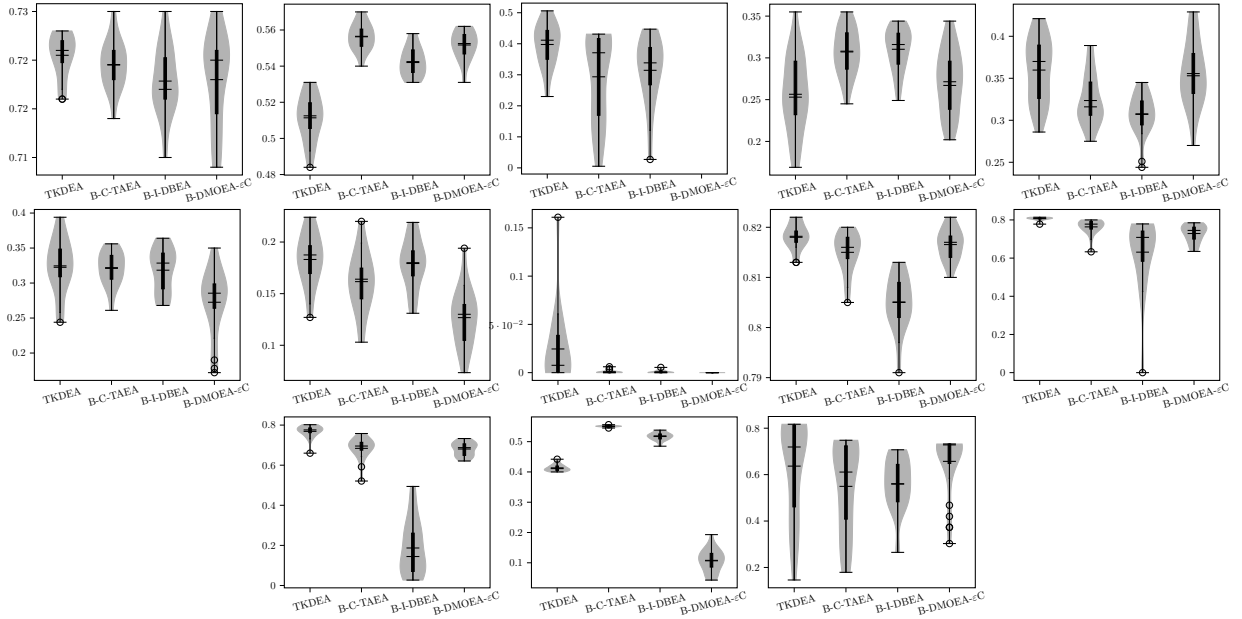 0.73
0.72
0.72
0.71
TKDEA
B-C-TAEA
B-I-DBEA
B-DMOEA-εC
0.56
0.54
0.52
0.5
0.48
TKDEA
B-C-TAEA
B-I-DBEA
B-DMOEA-εC
0.5
0.4
0.3
0.2
0.1
0
TKDEA
B-C-TAEA
B-I-DBEA
B-DMOEA-εC
0.35
0.3
0.25
0.2
TKDEA
B-C-TAEA
B-I-DBEA
B-DMOEA-εC
0.4
0.35
0.3
0.25
TKDEA
B-C-TAEA
B-I-DBEA
B-DMOEA-εC
0.4
0.35
0.3
0.25
0.2
TKDEA
B-C-TAEA
B-I-DBEA
B-DMOEA-εC
0.2
0.15
0.1
TKDEA
B-C-TAEA
B-I-DBEA
B-DMOEA-εC
0.15
0.1
5 · 10⁻²
0
TKDEA
B-C-TAEA
B-I-DBEA
B-DMOEA-εC
0.82
0.81
0.8
0.79
TKDEA
B-C-TAEA
B-I-DBEA
B-DMOEA-εC
0.8
0.6
0.4
0.2
0
TKDEA
B-C-TAEA
B-I-DBEA
B-DMOEA-εC
0.8
0.6
0.4
0.2
0
TKDEA
B-C-TAEA
B-I-DBEA
B-DMOEA-εC
0.5
0.4
0.3
0.2
0.1
TKDEA
B-C-TAEA
B-I-DBEA
B-DMOEA-εC
0.8
0.6
0.4
0.2
TKDEA
B-C-TAEA
B-I-DBEA
B-DMOEA-εC